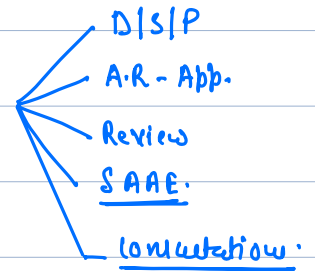 D/S/P
A.R - App.
Review
SAAE.
Consultation.